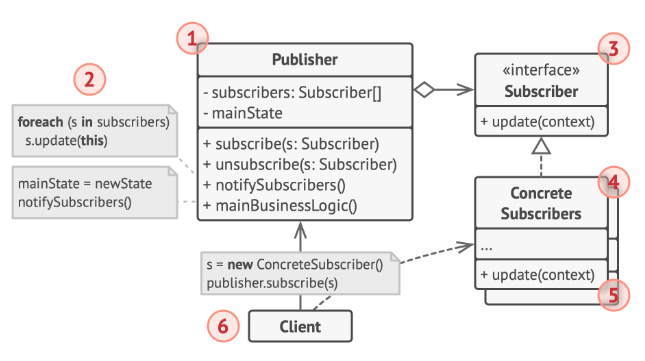 1
Publisher
- subscribers: Subscriber[]
- mainState
+ subscribe(s: Subscriber)
+ unsubscribe(s: Subscriber)
+ notifySubscribers()
+ mainBusinessLogic()
2
foreach (s in subscribers)
s.update(this)
mainState = newState
notifySubscribers()
3
«interface»
Subscriber
+ update(context)
4
Concrete
Subscribers
...
+ update(context)
5
s = new ConcreteSubscriber()
publisher.subscribe(s)
6
Client